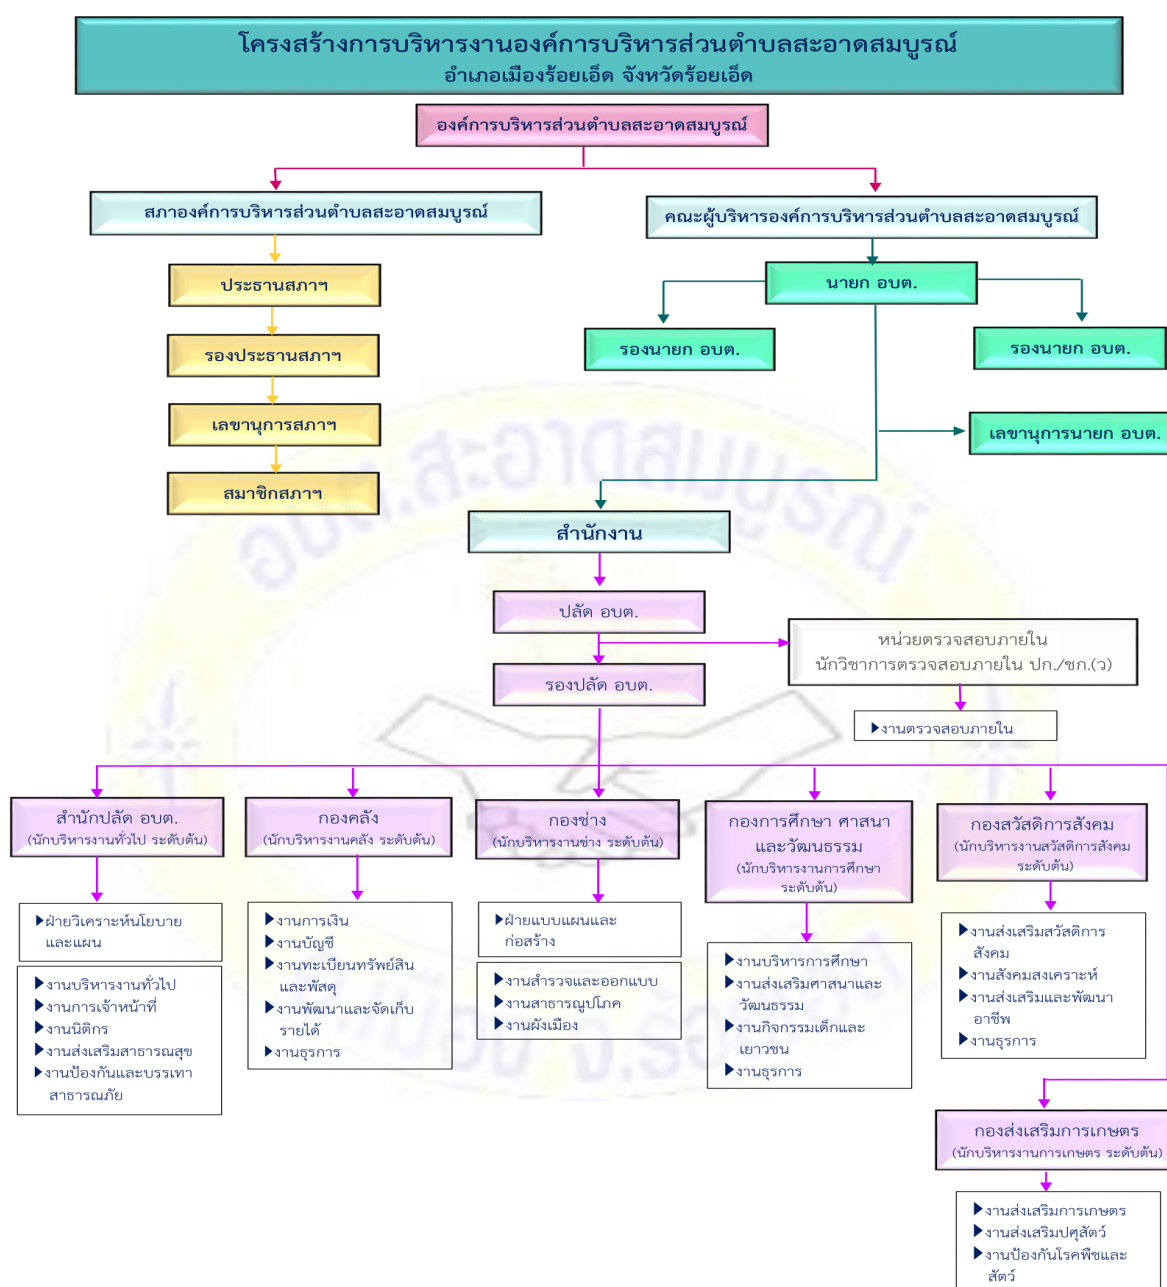 โครงสร้างการบริหารงานองค์การบริหารส่วนตำบลสะอาดสมบูรณ์
อำเภอเมืองร้อยเอ็ด จังหวัดร้อยเอ็ด
องค์การบริหารส่วนตำบลสะอาดสมบูรณ์
สภาองค์การบริหารส่วนตำบลสะอาดสมบูรณ์
คณะผู้บริหารองค์การบริหารส่วนตำบลสะอาดสมบูรณ์
ประธานสภาฯ
รองประธานสภาฯ
เลขานุการสภาฯ
สมาชิกสภาฯ
นายก อบต.
รองนายก อบต.
รองนายก อบต.
เลขานุการนายก อบต.
สำนักงาน
ปลัด อบต.
รองปลัด อบต.
หน่วยตรวจสอบภายใน
นักวิชาการตรวจสอบภายใน ปก./ชก.(ว)
งานตรวจสอบภายใน
สำนักปลัด อบต.
(นักบริหารงานทั่วไป ระดับต้น)
ฝ่ายวิเคราะห์นโยบาย
และแผน
งานบริหารงานทั่วไป
งานการเจ้าหน้าที่
งานนิติกร
งานส่งเสริมสาธารณสุข
งานป้องกันและบรรเทา
สาธารณภัย
กองคลัง
(นักบริหารงานคลัง ระดับต้น)
งานการเงิน
งานบัญชี
งานทะเบียนทรัพย์สิน
และพัสดุ
งานพัฒนาและจัดเก็บ
รายได้
งานธุรการ
กองช่าง
(นักบริหารงานช่าง ระดับต้น)
ฝ่ายแบบแผนและ
ก่อสร้าง
งานสำรวจและออกแบบ
งานสาธารณูปโภค
งานผังเมือง
กองการศึกษา ศาสนา
และวัฒนธรรม
(นักบริหารงานการศึกษา
ระดับต้น)
งานบริหารการศึกษา
งานส่งเสริมศาสนาและ
วัฒนธรรม
งานกิจกรรมเด็กและ
เยาวชน
งานธุรการ
กองสวัสดิการสังคม
(นักบริหารงานสวัสดิการสังคม
ระดับต้น)
งานส่งเสริมสวัสดิการ
สังคม
งานสังคมสงเคราะห์
งานส่งเสริมและพัฒนา
อาชีพ
งานธุรการ
กองส่งเสริมการเกษตร
(นักบริหารงานการเกษตร ระดับต้น)
งานส่งเสริมการเกษตร
งานส่งเสริมปศุสัตว์
งานป้องกันโรคพืชและ
สัตว์
อบต.สะอาดสมบูรณ์